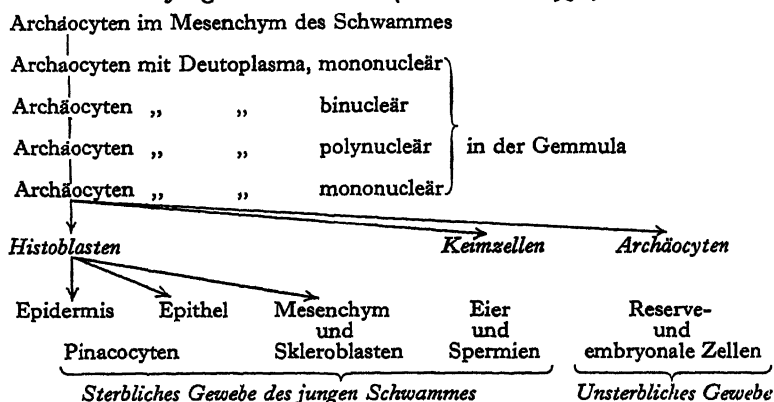 Archäocyten im Mesenchym des Schwammes
Archäocyten mit Deutoplasma, mononucleär
Archäocyten „ „ binucleär
Archäocyten „ „ polynucleär in der Gemmula
Archäocyten „ „ mononucleär
Histoblasten Keimzellen Archäocyten
Epidermis Epithel Mesenchym Eier Reserve-
und und und
Pinacocyten Skleroblasten Spermien embryonale Zellen
Sterbliches Gewebe des jungen Schwammes Unsterbliches Gewebe